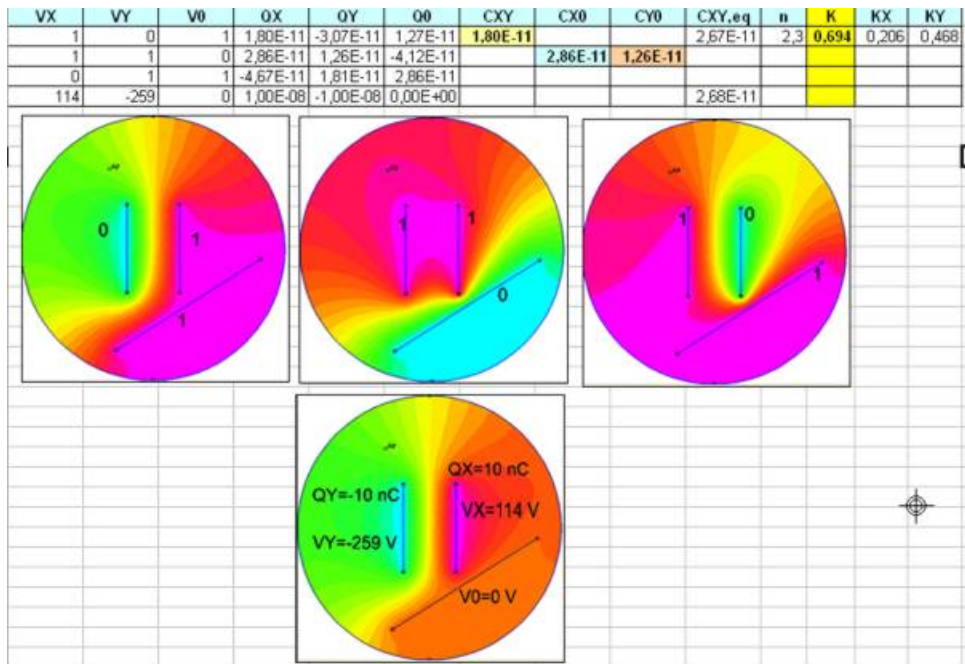 VX VY V0 QX QY Q0 CXY CX0 CY0 CXY,eq n K KX KY
1 0 1 1,80E-11 -3,07E-11 1,27E-11 1,80E-11 2,67E-11 2,3 0,694 0,206 0,468
1 1 0 2,86E-11 1,26E-11 -4,12E-11 2,86E-11 1,26E-11
0 1 1 -4,67E-11 1,81E-11 2,86E-11
114 -259 0 1,00E-08 -1,00E-08 0,00E+00 2,68E-11
0 1 1
1 1 0
1 0 1
QX=10 nC
QY=-10 nC
VX=114 V
VY=-259 V
V0=0 V